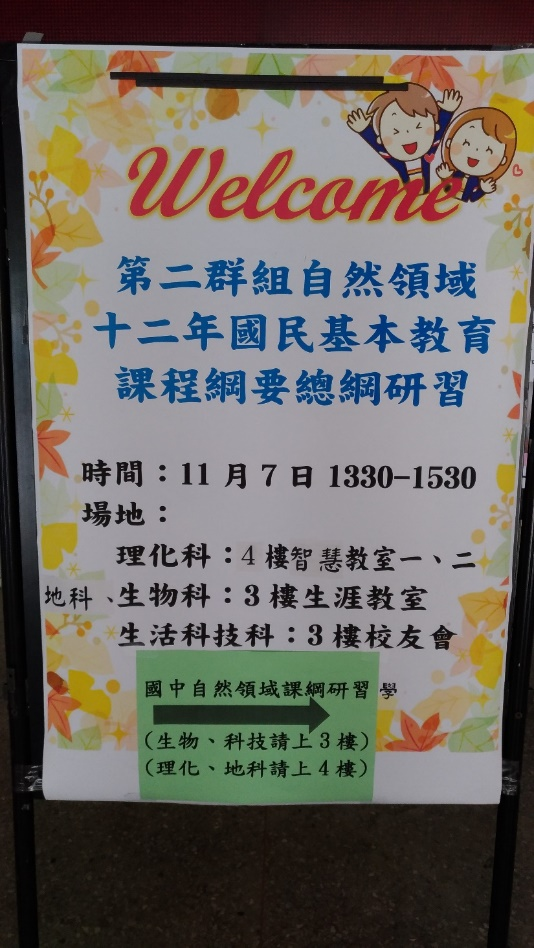 Welcome
第二群組自然領域
十二年國民基本教育
課程綱要總綱研習
時間：11月7日 1330-1530
場地：
理化科：4樓智慧教室一、二
地科、生物科：3樓生涯教室
生活科技科：3樓校友會
國中自然領域課綱研習 學
（生物、科技請上3樓）
（理化、地科請上4樓）